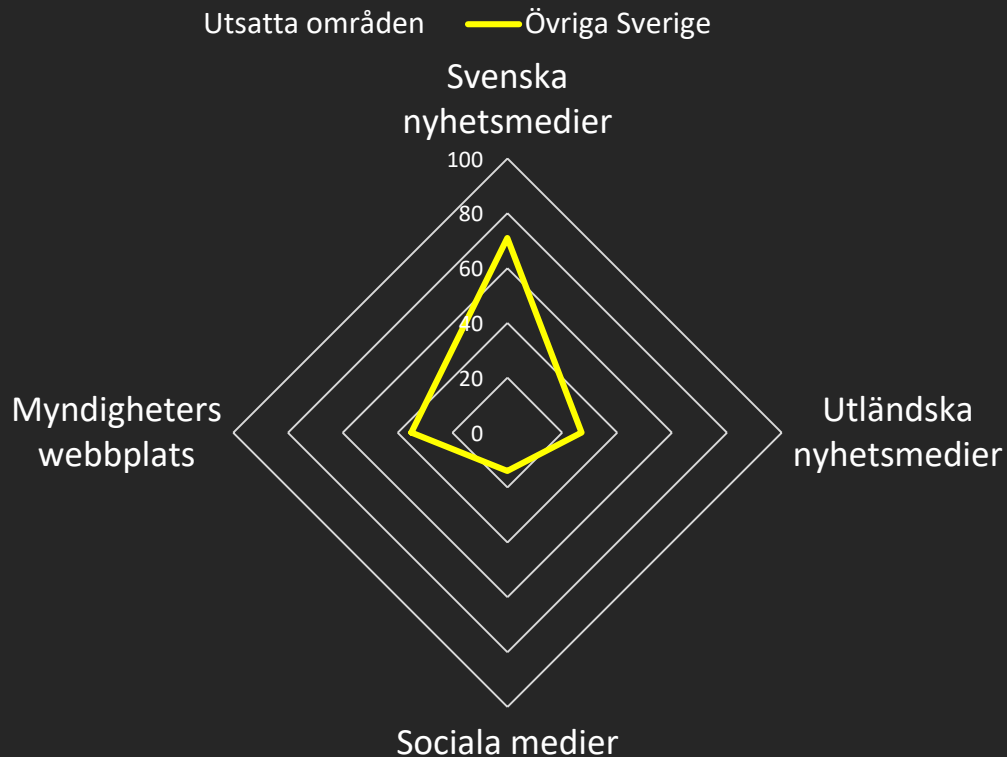 Utsatta områden Övriga Sverige
Svenska
nyhetsmedier
100
80
60
40
20
0
Myndigheters
webbplats
Utländska
nyhetsmedier
Sociala medier